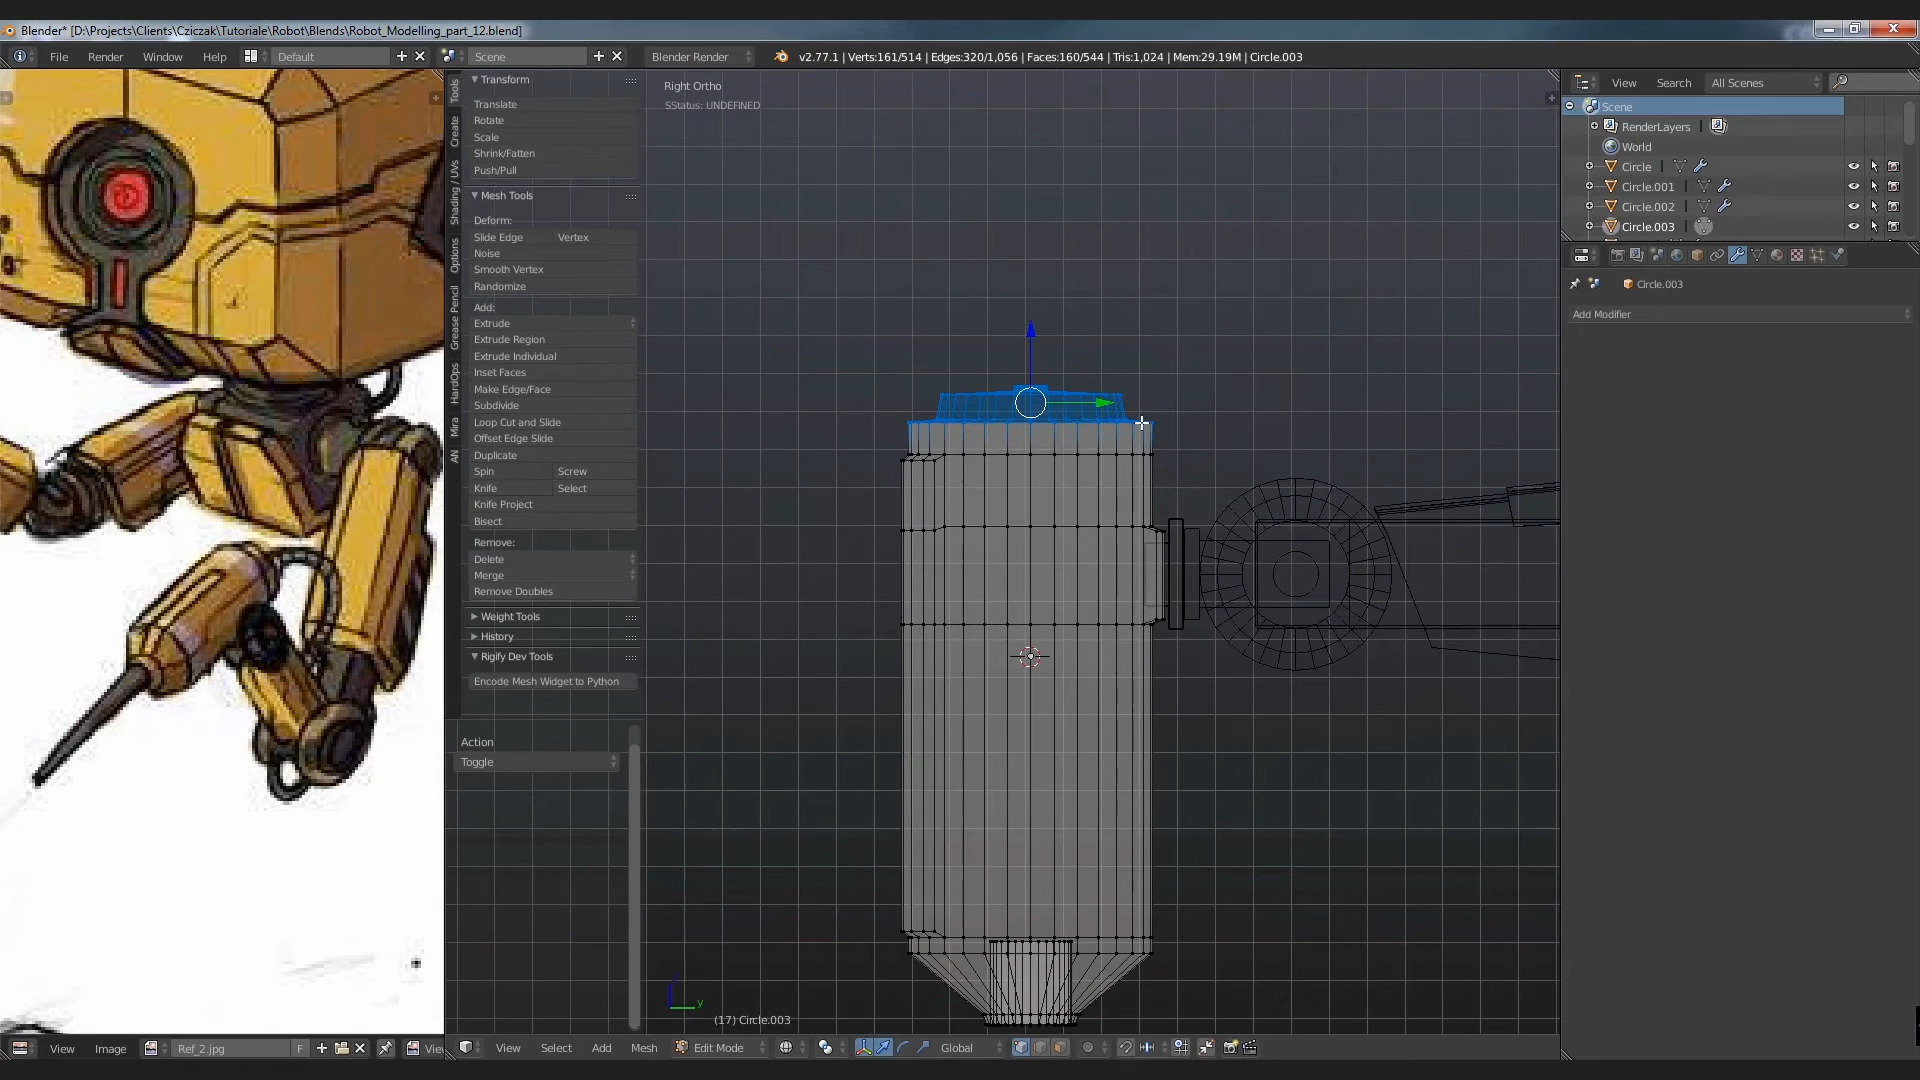 Blender* [D:\Projects\Clients\Cziczak\Tutoriale\Robot\Blends\Robot_Modelling_part_12.blend]
File Render Window Help Default Scene Blender Render v2.77.1 | Verts:161/514 | Edges:320/1,056 | Faces:160/544 | Tris:1,024 | Mem:29.19M | Circle.003
Tools
Create
Shading / UVs
Options
Grease Pencil
HardOps
Mira
AN
Transform
Translate
Rotate
Scale
Shrink/Fatten
Push/Pull
Mesh Tools
Deform:
Slide Edge Vertex
Noise
Smooth Vertex
Randomize
Add:
Extrude
Extrude Region
Extrude Individual
Inset Faces
Make Edge/Face
Subdivide
Loop Cut and Slide
Offset Edge Slide
Duplicate
Spin Screw
Knife Select
Knife Project
Bisect
Remove:
Delete
Merge
Remove Doubles
Weight Tools
History
Rigify Dev Tools
Encode Mesh Widget to Python
Action
Toggle
Right Ortho
SStatus: UNDEFINED
y
(17) Circle.003
View Search All Scenes
Scene
RenderLayers
World
Circle
Circle.001
Circle.002
Circle.003
Circle.003
Add Modifier
View Image Ref_2.jpg F Vie
View Select Add Mesh Edit Mode Global